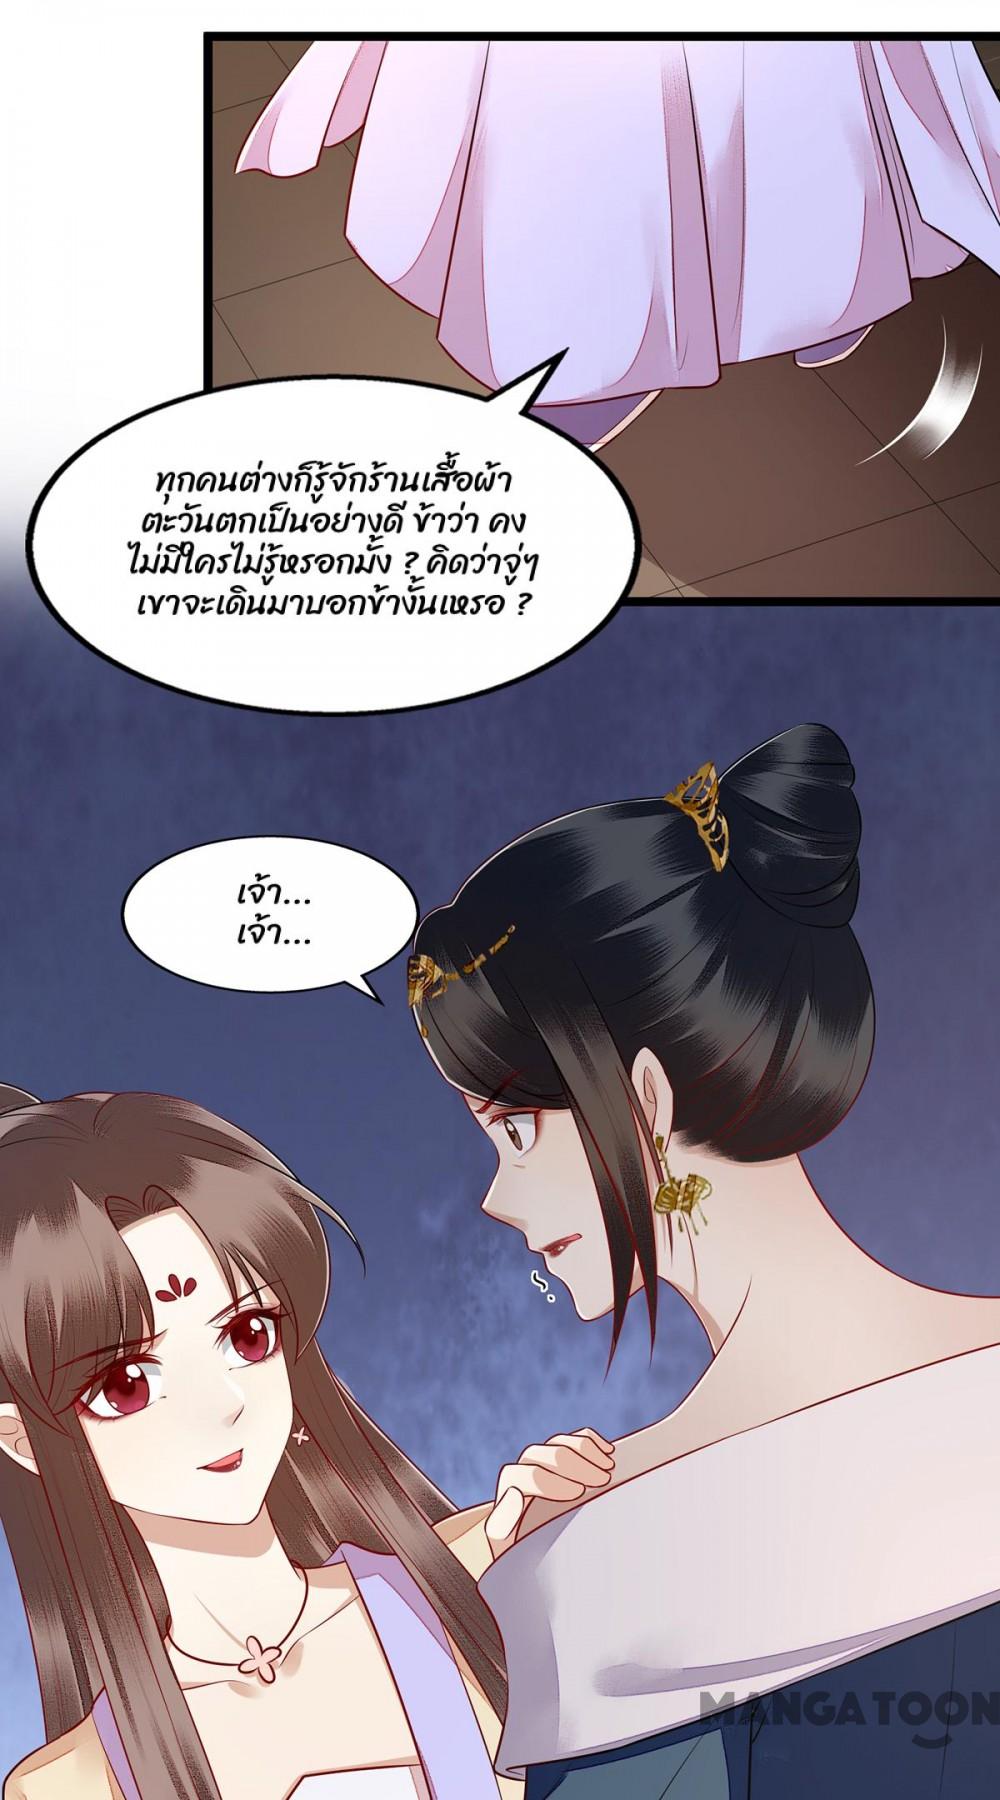 ทุกคนต่างก็รู้จักร้านเสื้อผ้า
ตะวันตกเป็นอย่างดี ข้าว่า คง
ไม่มีใครไม่รู้หรอกมั้ง ? คิดว่าจู่ๆ
เขาจะเดินมาบอกข้างั้นเหรอ ?
เจ้า...
เจ้า...
MANGATOON